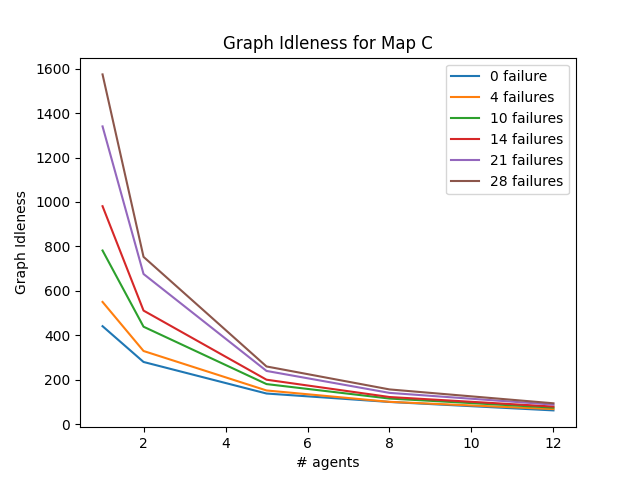 Graph Idleness for Map C
0 failure
4 failures
10 failures
14 failures
21 failures
28 failures
1600
1400
1200
1000
800
600
400
200
0
Graph Idleness
2 4 6 8 10 12
# agents